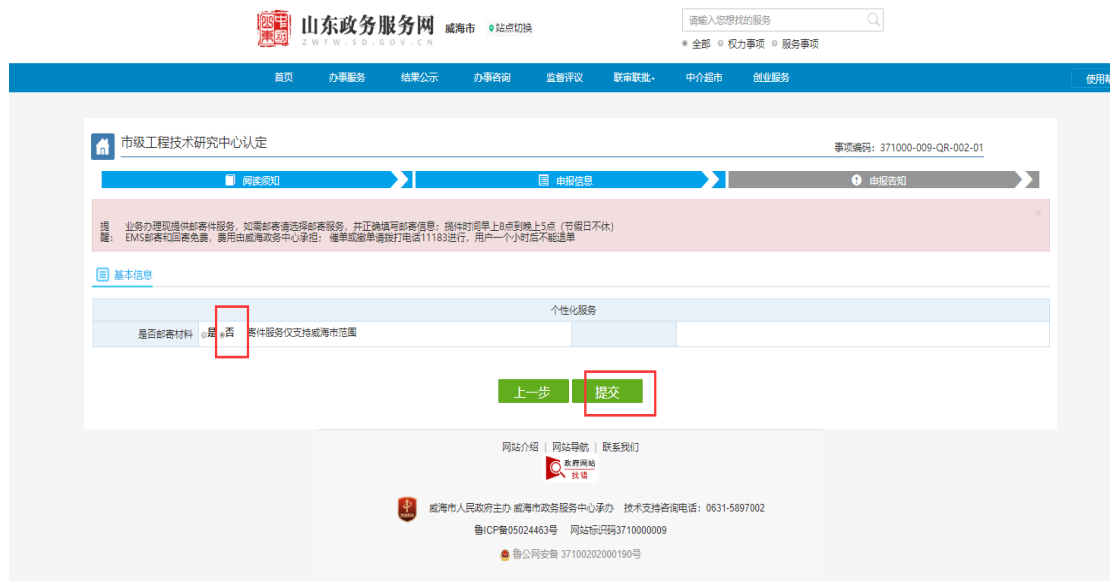 山东政务服务网 威海市 站点切换
ZWFW.SD.GOV.CN
请输入您想找的服务
全部 权力事项 服务事项
首页 办事服务 结果公示 办事咨询 监督评议 联审联批 中介超市 创业服务 使用帮
市级工程技术研究中心认定
事项编码：371000-009-QR-002-01
阅读须知 申报信息 申报告知
提醒： 业务办理现提供邮寄件服务，如需邮寄请选择邮寄服务，并正确填写邮寄信息；揽件时间早上8点到晚上5点（节假日不休）
EMS邮寄和回寄免费，费用由威海政务中心承担； 催单或撤单请拨打电话11183进行，用户一个小时后不能退单
基本信息
个性化服务
是否邮寄材料 是 否 寄件服务仅支持威海市范围
上一步 提交
网站介绍 | 网站导航 | 联系我们
政府网站
找错
威海市人民政府主办 威海市政务服务中心承办 技术支持咨询电话：0631-5897002
鲁ICP备05024463号 网站标识码3710000009
鲁公网安备 37100202000190号